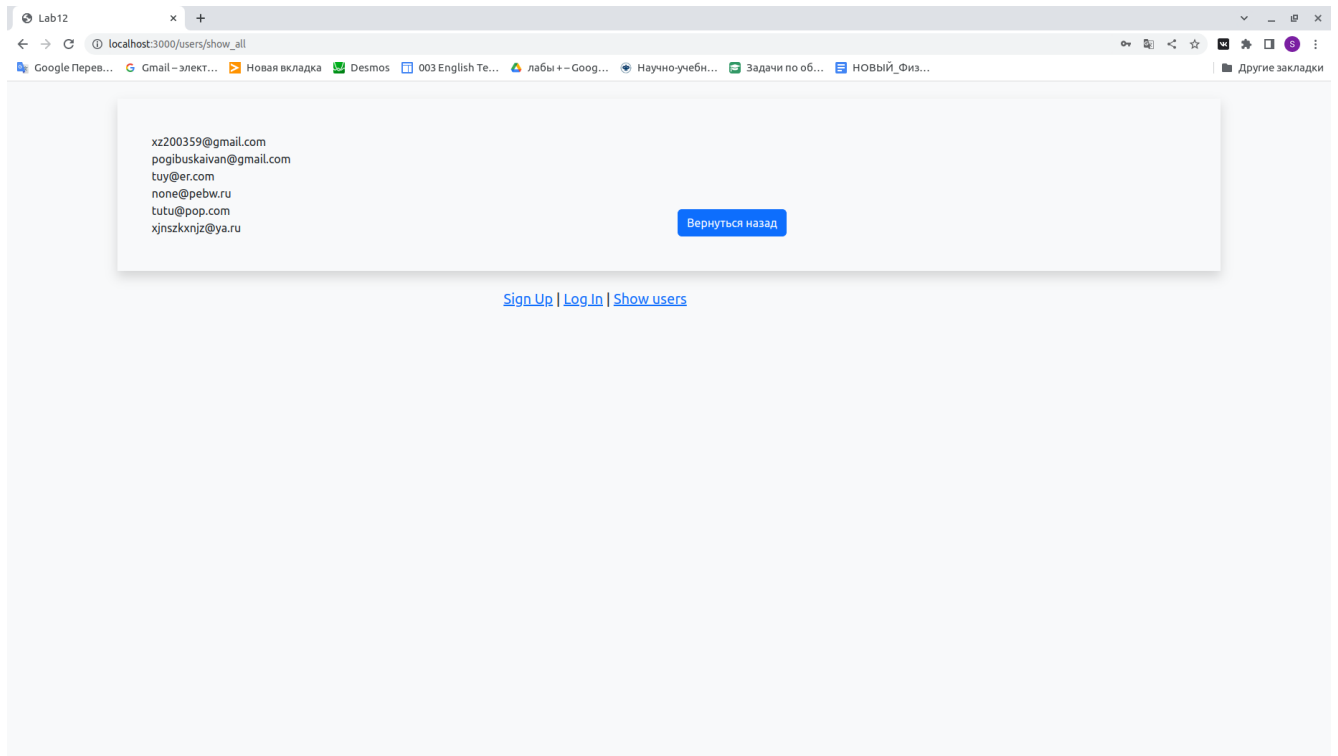 Lab12
localhost:3000/users/show_all
Google Перев... Gmail – элект... Новая вкладка Desmos 003 English Te... лабы + – Goog... Научно-учебн... Задачи по об... НОВЫЙ_Физ... Другие закладки
xz200359@gmail.com
pogibuskaivan@gmail.com
tuy@er.com
none@pebw.ru
tutu@pop.com
xjnszkxnjz@ya.ru
Вернуться назад
Sign Up | Log In | Show users